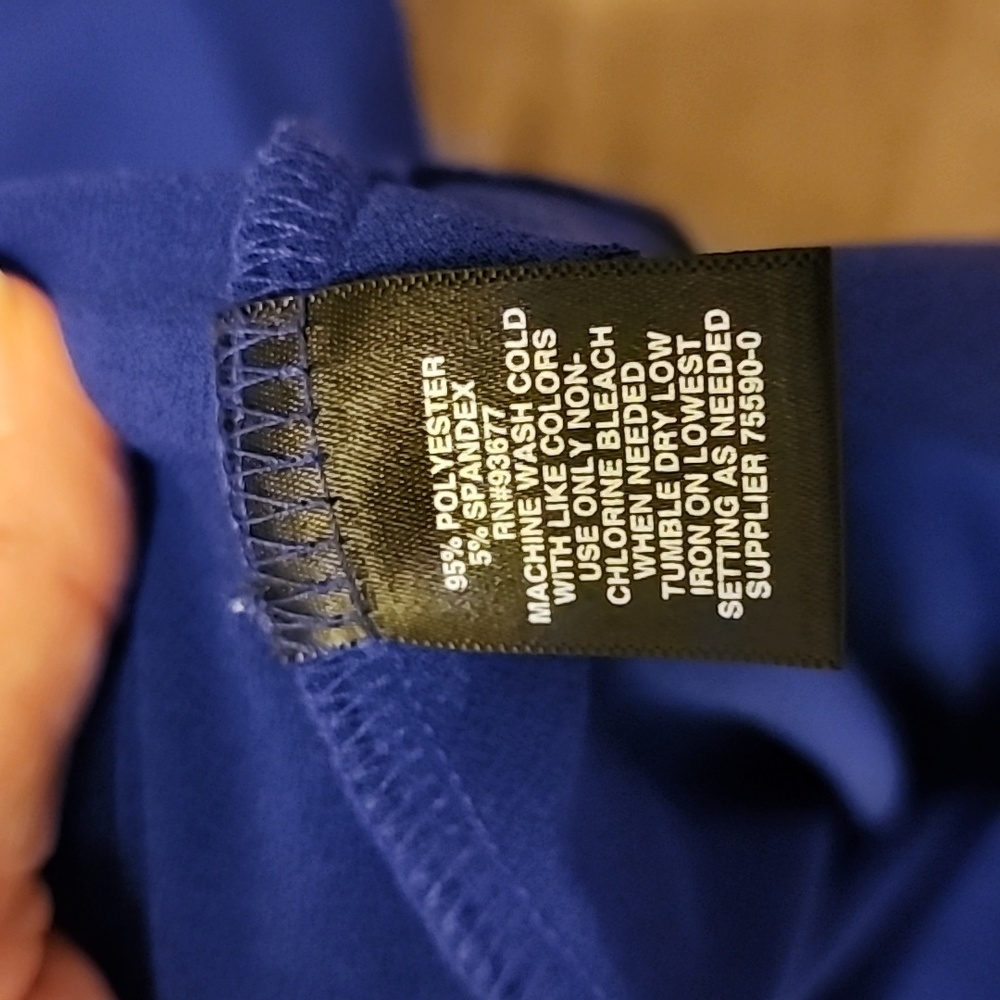 95% POLYESTER
5% SPANDEX
RN#93677
MACHINE WASH COLD
WITH LIKE COLORS
USE ONLY NON-
CHLORINE BLEACH
WHEN NEEDED
TUMBLE DRY LOW
IRON ON LOWEST
SETTING AS NEEDED
SUPPLIER 75590-0